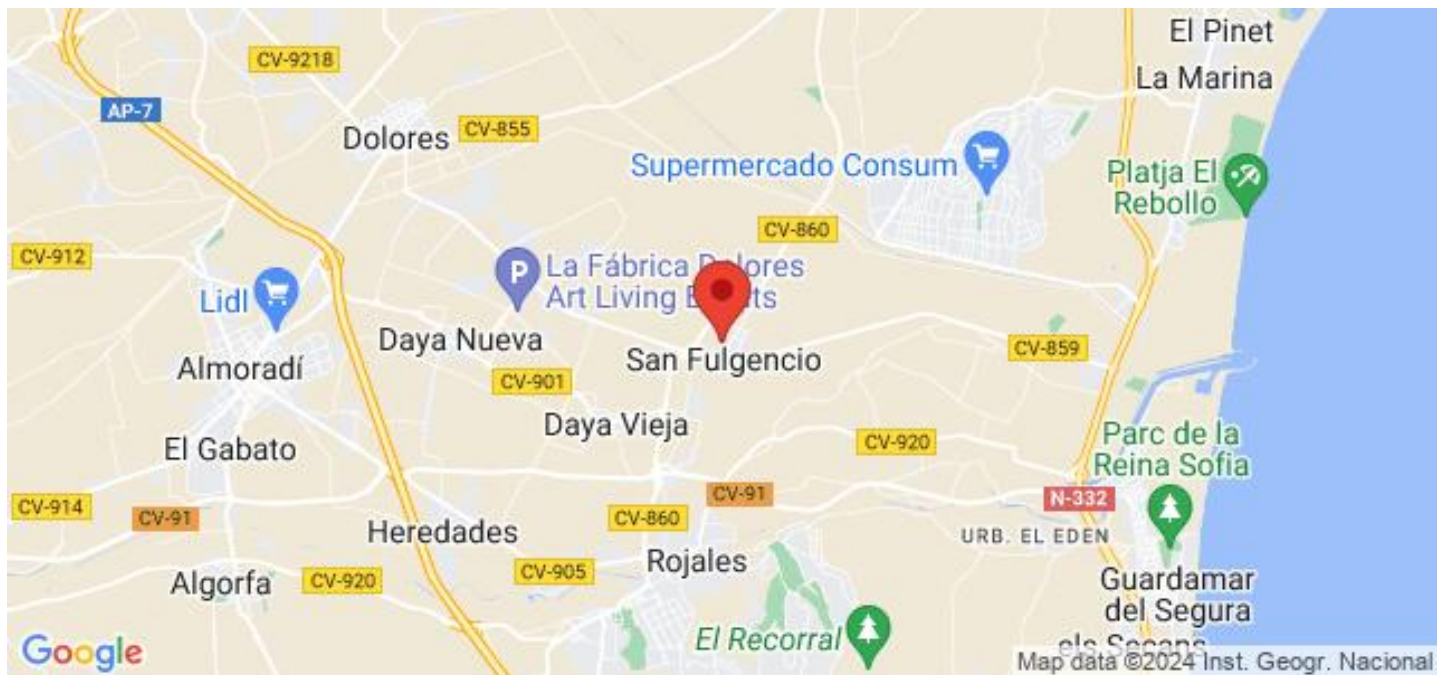 El Pinet
CV-9218
La Marina
AP-7
Dolores
CV-855
Supermercado Consum
Platja El
Rebollo
CV-860
CV-912
La Fábrica Dolores
Art Living Events
P
Lidl
Daya Nueva
San Fulgencio
CV-859
Almoradí
CV-901
Daya Vieja
CV-920
Parc de la
Reina Sofia
El Gabato
CV-91
N-332
CV-914
CV-91
Heredades
CV-860
URB. EL EDEN
Rojales
CV-905
Algorfa
CV-920
Guardamar
del Segura
El Recorral
els Secans
Google
Map data ©2024 Inst. Geogr. Nacional